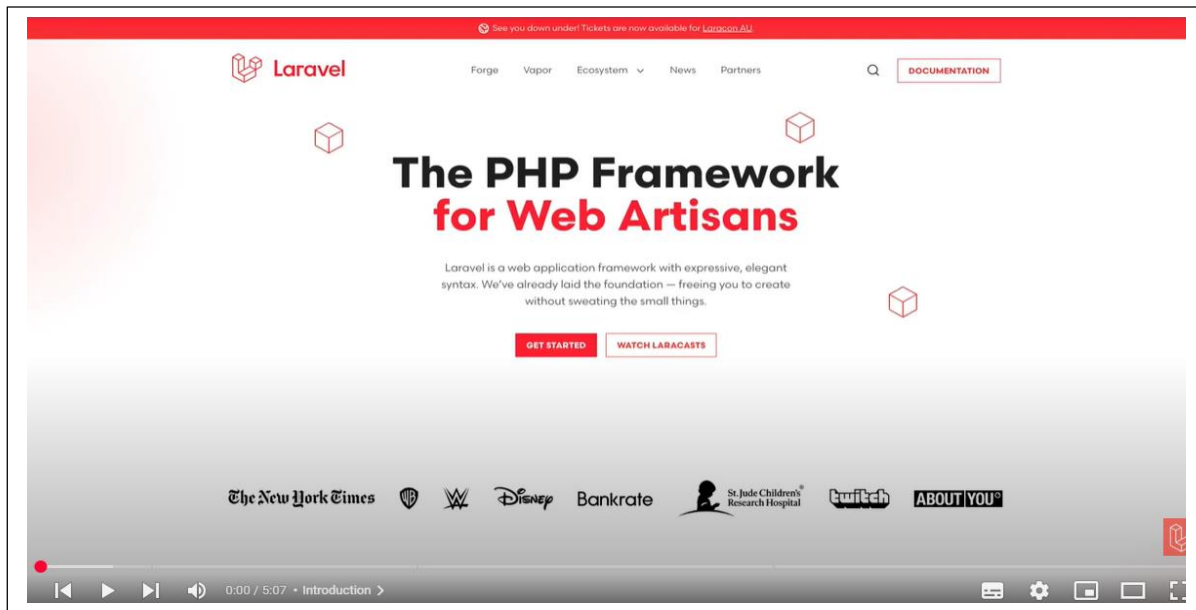 See you down under! Tickets are now available for Laracon AU.
Laravel
Forge Vapor Ecosystem News Partners
DOCUMENTATION
The PHP Framework
for Web Artisans
Laravel is a web application framework with expressive, elegant
syntax. We've already laid the foundation — freeing you to create
without sweating the small things.
GET STARTED WATCH LARACASTS
The New York Times WB W Disney Bankrate St. Jude Children's® twitch ABOUT YOU°
Research Hospital
0:00 / 5:07 • Introduction